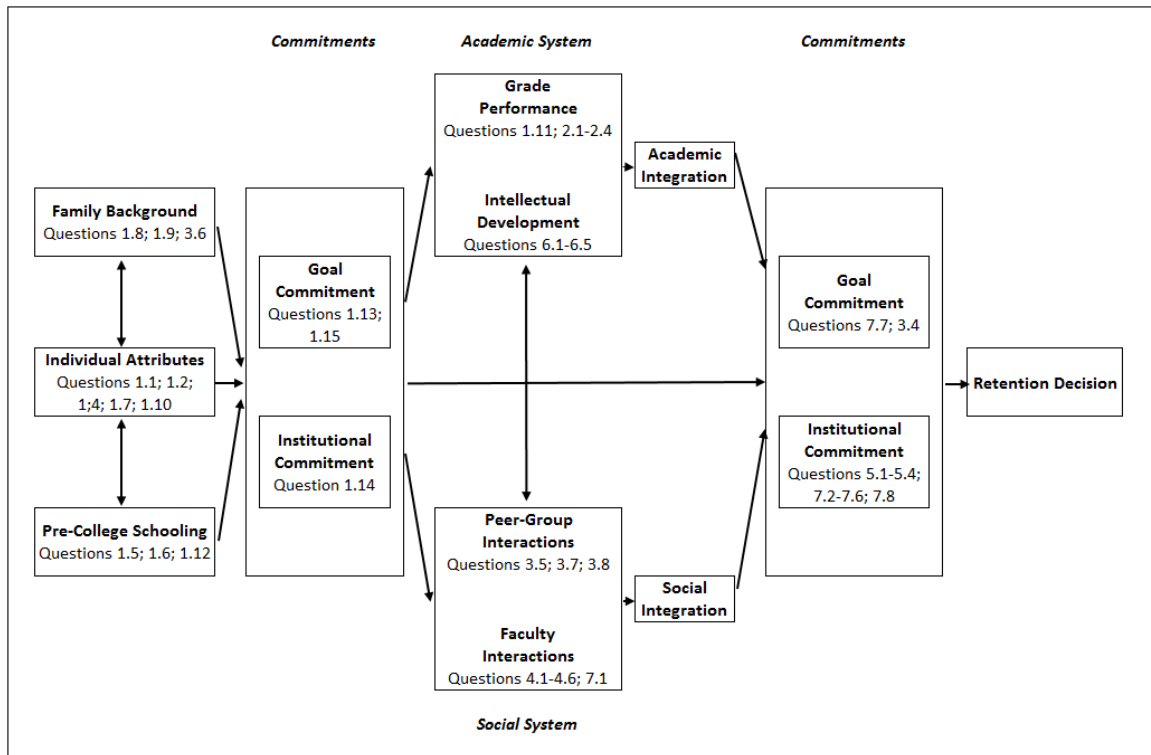 Commitments
Academic System
Commitments
Grade
Performance
Questions 1.11; 2.1-2.4
Academic
Integration
Intellectual
Development
Questions 6.1-6.5
Family Background
Questions 1.8; 1.9; 3.6
Goal
Commitment
Questions 1.13;
1.15
Goal
Commitment
Questions 7.7; 3.4
Individual Attributes
Questions 1.1; 1.2;
1;4; 1.7; 1.10
Retention Decision
Institutional
Commitment
Question 1.14
Institutional
Commitment
Questions 5.1-5.4;
7.2-7.6; 7.8
Pre-College Schooling
Questions 1.5; 1.6; 1.12
Peer-Group
Interactions
Questions 3.5; 3.7; 3.8
Social
Integration
Faculty
Interactions
Questions 4.1-4.6; 7.1
Social System